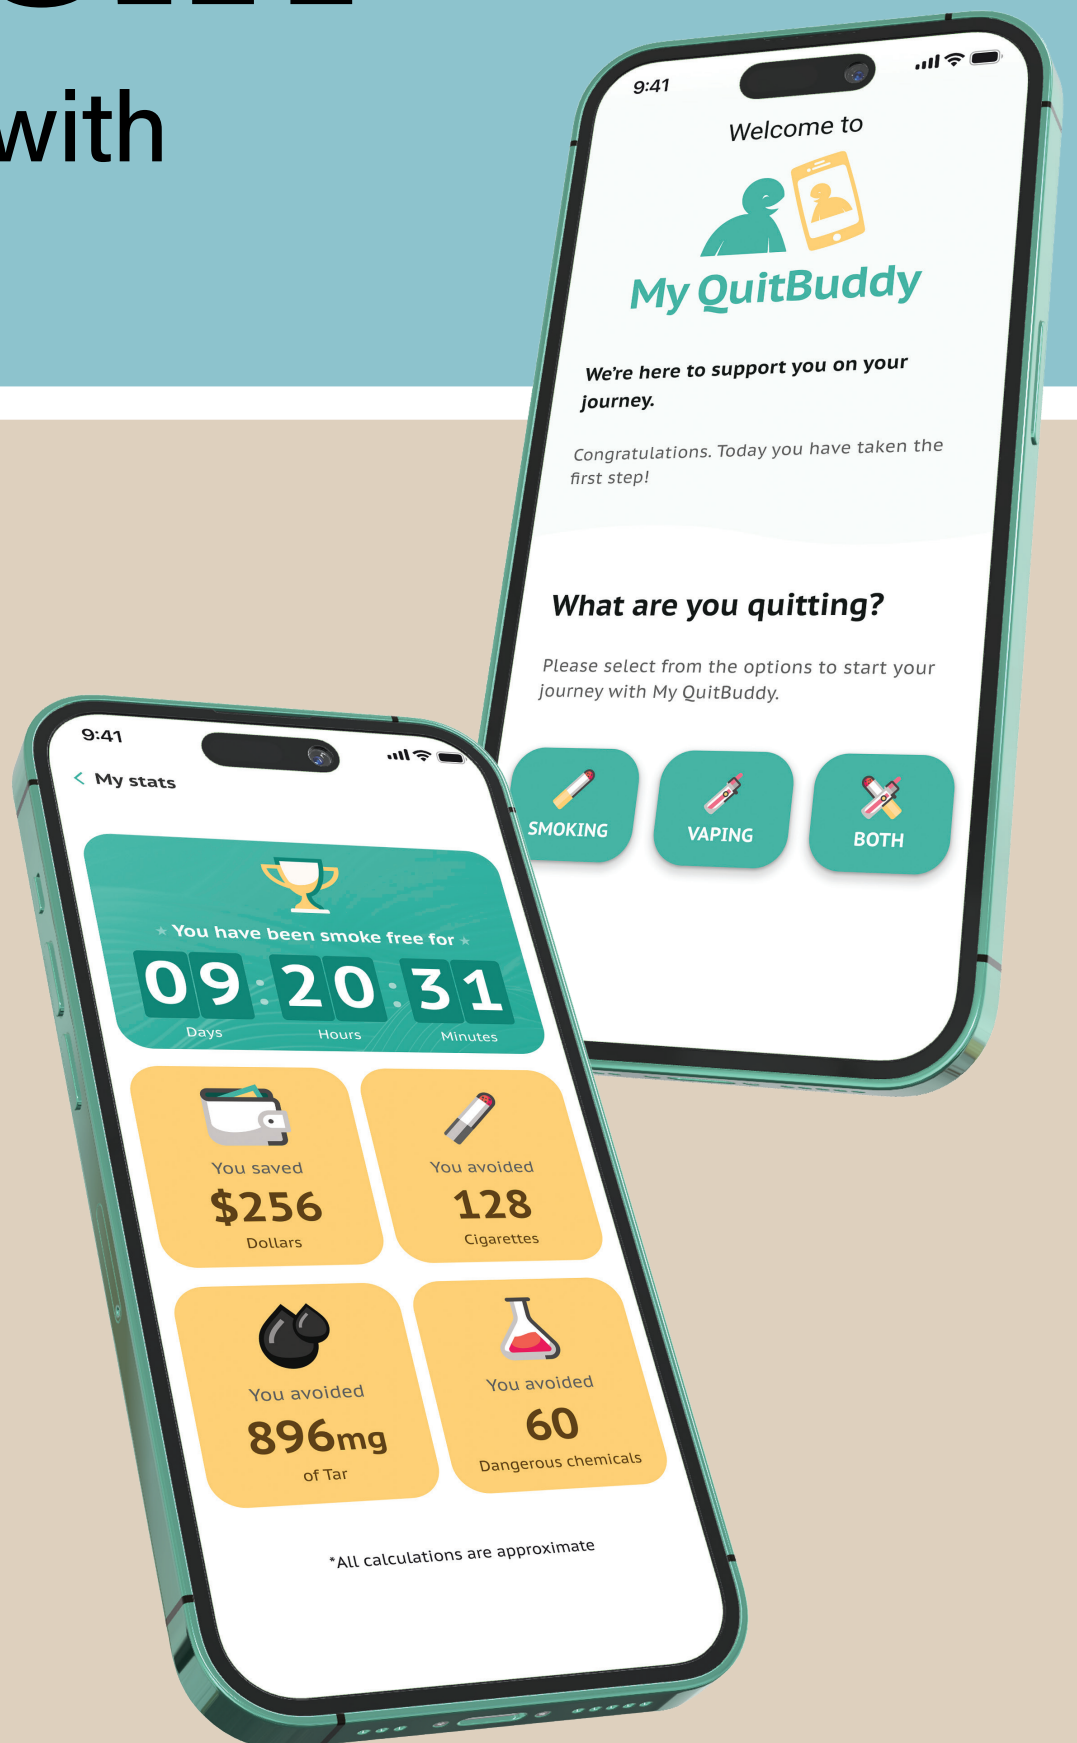 with
9:41
Welcome to
My QuitBuddy
We're here to support you on your
journey.
Congratulations. Today you have taken the
first step!
What are you quitting?
Please select from the options to start your
journey with My QuitBuddy.
SMOKING
VAPING
BOTH
9:41
< My stats
You have been smoke free for
09:20:31
Days
Hours
Minutes
You saved
$256
Dollars
You avoided
128
Cigarettes
You avoided
896mg
of Tar
You avoided
60
Dangerous chemicals
*All calculations are approximate